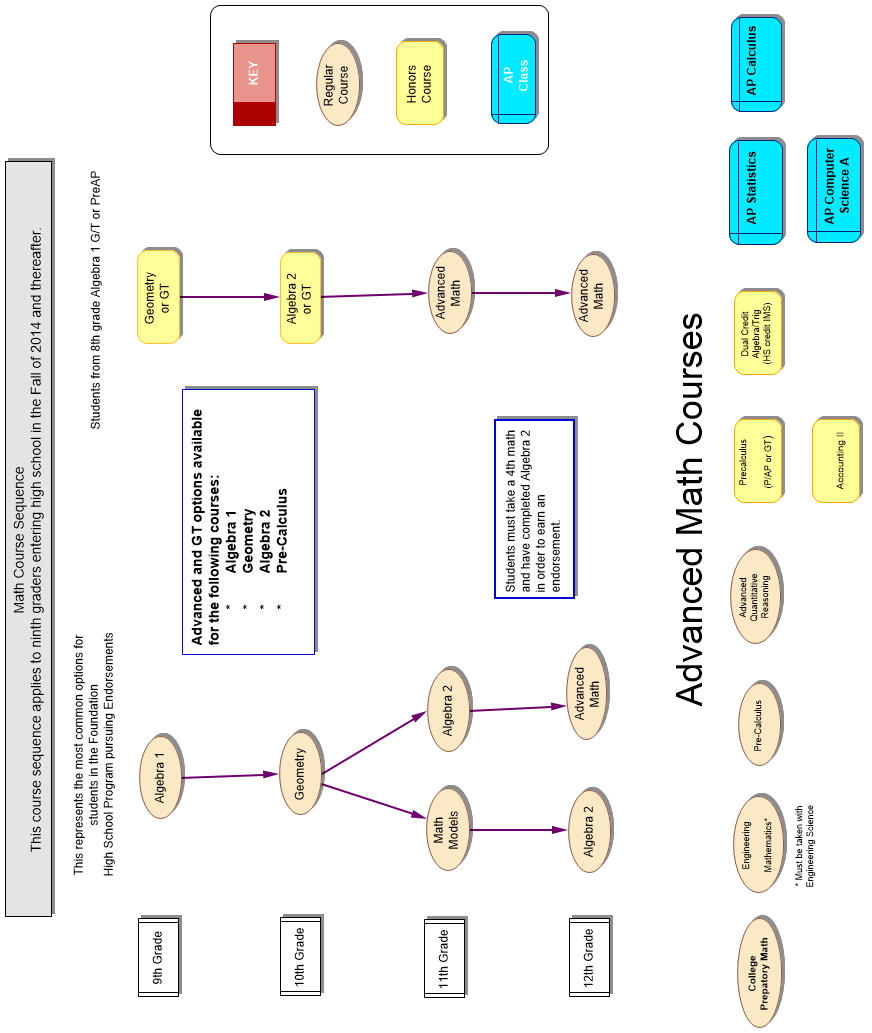 Math Course Sequence
This course sequence applies to ninth graders entering high school in the Fall of 2014 and thereafter.
This represents the most common options for
students in the Foundation
High School Program pursuing Endorsements
Students from 8th grade Algebra 1 G/T or PreAP
KEY
Regular
Course
Honors
Course
AP
Class
9th Grade
Algebra 1
Geometry
or GT
Advanced and GT options available
for the following courses:
* Algebra 1
* Geometry
* Algebra 2
* Pre-Calculus
10th Grade
Geometry
Algebra 2
or GT
11th Grade
Math
Models
Algebra 2
Advanced
Math
Students must take a 4th math
and have completed Algebra 2
in order to earn an
endorsement.
12th Grade
Algebra 2
Advanced
Math
Advanced
Math
Advanced Math Courses
College
Prepatory Math
Engineering
Mathematics*
* Must be taken with
Engineering Science
Pre-Calculus
Advanced
Quantitative
Reasoning
Precalculus
(P/AP or GT)
Dual Credit
Algebra/Trig
(HS credit IMS)
AP Statistics
AP Calculus
Accounting II
AP Computer
Science A